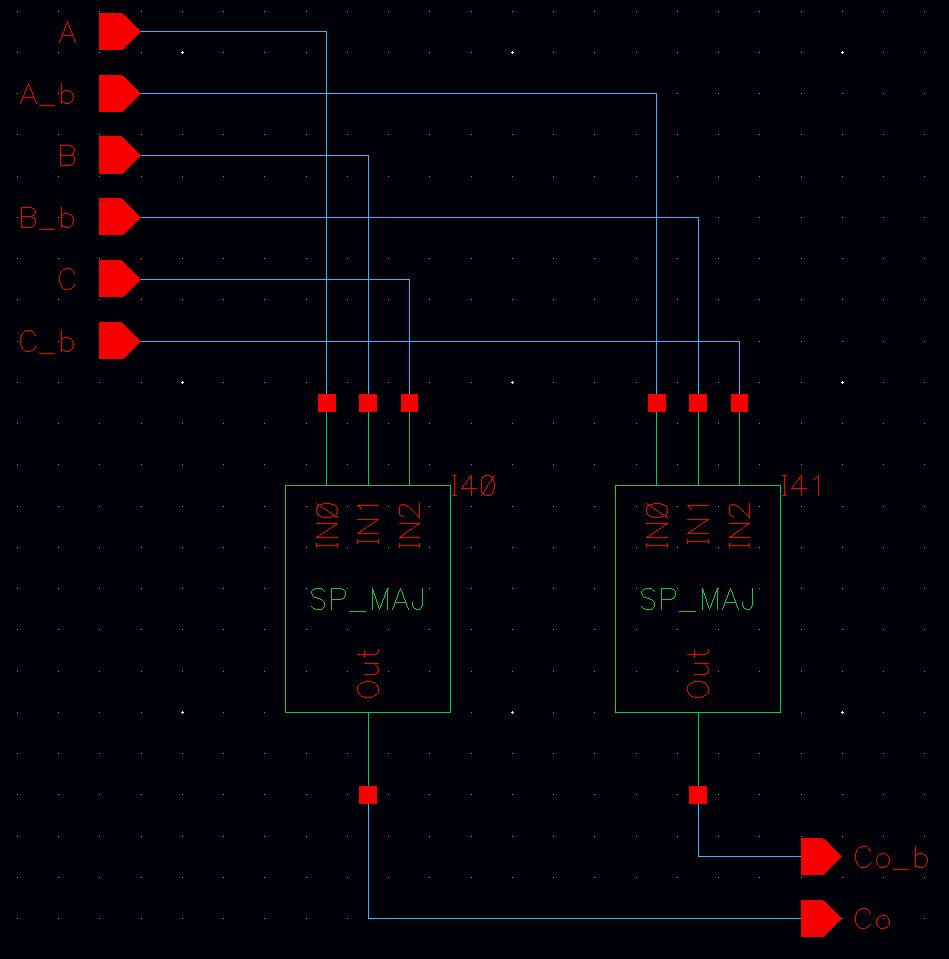 A
A_b
B
B_b
C
C_b
I40
I41
IN0 IN1 IN2
IN0 IN1 IN2
SP_MAJ
SP_MAJ
Out
Out
Co_b
Co